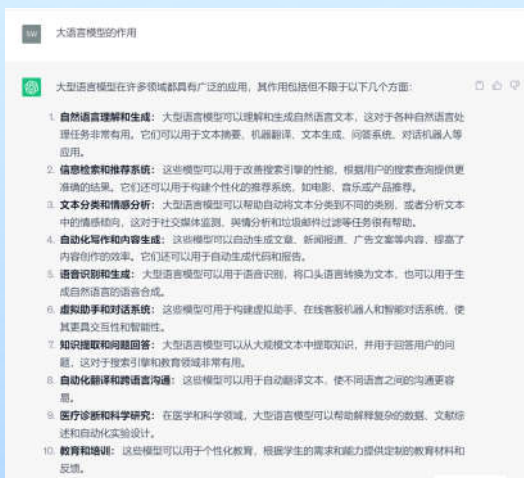 SW
大语言模型的作用
大型语言模型在许多领域都具有广泛的应用，其作用包括但不限于以下几个方面：
1. 自然语言理解和生成：大型语言模型可以理解和生成自然语言文本，这对于各种自然语言处
理任务非常有用。它们可以用于文本摘要、机器翻译、文本生成、问答系统、对话机器人等
应用。
2. 信息检索和推荐系统：这些模型可以用于改善搜索引擎的性能，根据用户的搜索查询提供更
准确的结果。它们还可以用于构建个性化的推荐系统，如电影、音乐或产品推荐。
3. 文本分类和情感分析：大型语言模型可以帮助自动将文本分类到不同的类别，或者分析文本
中的情感倾向，这对于社交媒体监测、舆情分析和垃圾邮件过滤等任务很有帮助。
4. 自动化写作和内容生成：这些模型可以自动生成文章、新闻报道、广告文案等内容，提高了
内容创作的效率。它们还可以用于自动生成代码和报告。
5. 语音识别和生成：大型语言模型可以用于语音识别，将口头语言转换为文本，也可以用于生
成自然语言的语音合成。
6. 虚拟助手和对话系统：这些模型可用于构建虚拟助手、在线客服机器人和智能对话系统，使
其更具交互性和智能性。
7. 知识提取和问题回答：大型语言模型可以从大规模文本中提取知识，并用于回答用户的问
题，这对于搜索引擎和教育领域非常有用。
8. 自动化翻译和跨语言沟通：这些模型可以用于自动翻译文本，使不同语言之间的沟通更容
易。
9. 医疗诊断和科学研究：在医学和科学领域，大型语言模型可以帮助解释复杂的数据、文献综
述和自动化实验设计。
10. 教育和培训：这些模型可以用于个性化教育，根据学生的需求和能力提供定制的教育材料和
反馈。